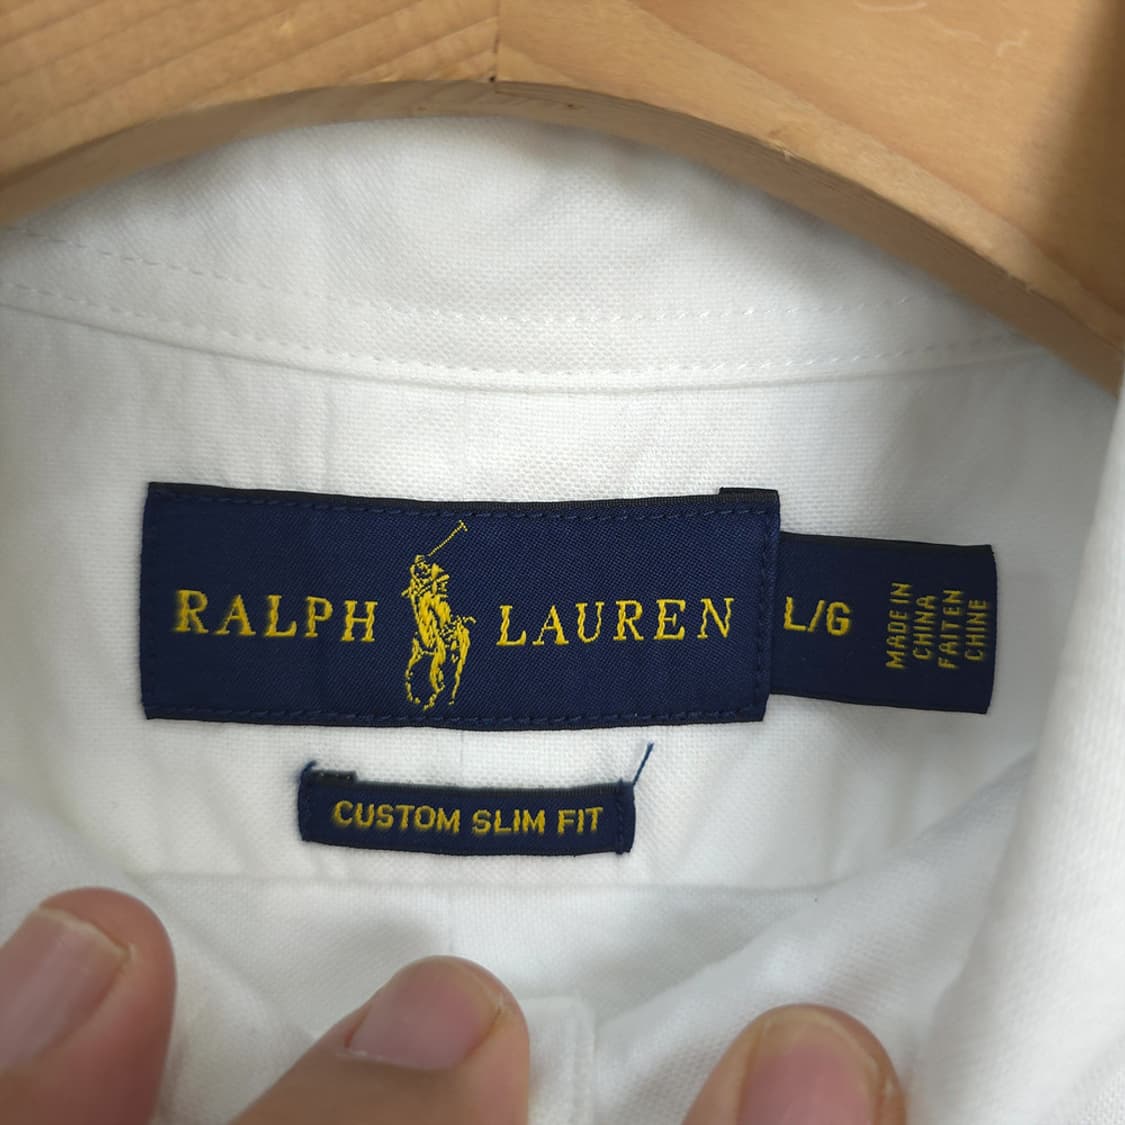 RALPH LAUREN
L/G
MADE IN
CHINA
FAIT EN
CHINE
CUSTOM SLIM FIT